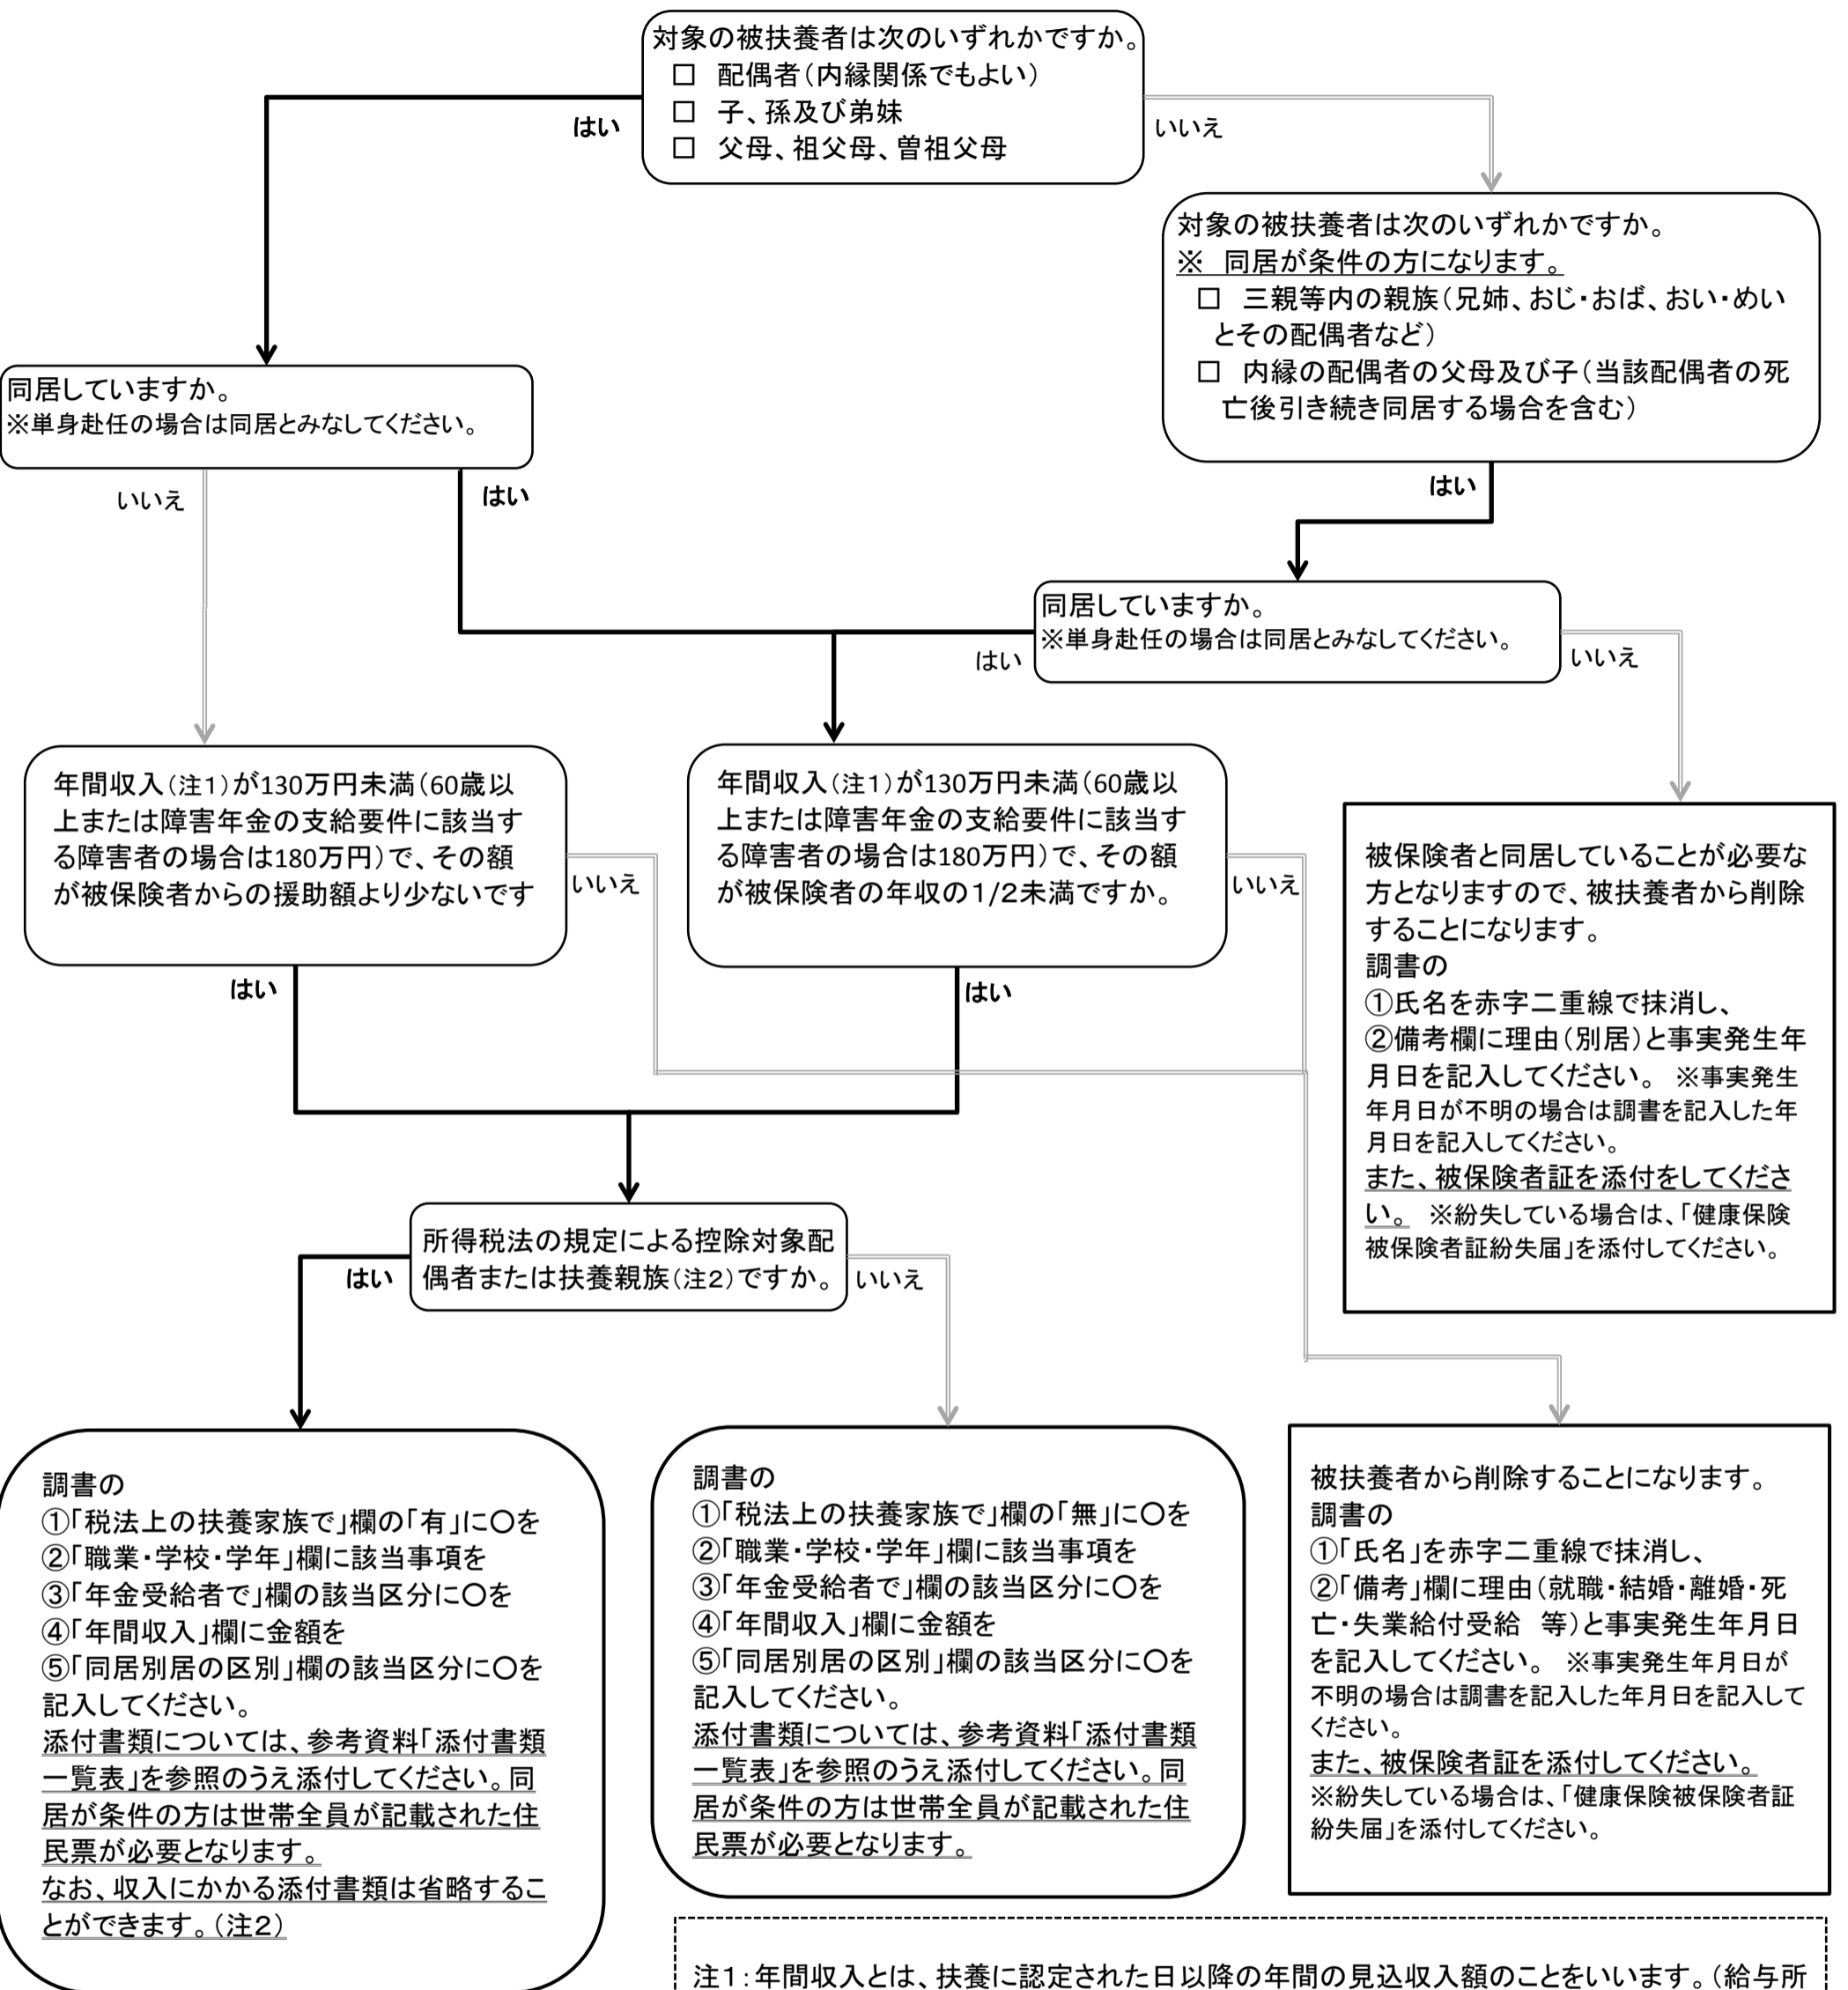 対象の被扶養者は次のいずれかですか。
□ 配偶者(内縁関係でもよい)
□ 子、孫及び弟妹
□ 父母、祖父母、曽祖父母
はい
いいえ
対象の被扶養者は次のいずれかですか。
※ 同居が条件の方になります。
□ 三親等内の親族(兄姉、おじ・おば、おい・めい
とその配偶者など)
□ 内縁の配偶者の父母及び子(当該配偶者の死
亡後引き続き同居する場合を含む)
同居していますか。
※単身赴任の場合は同居とみなしてください。
いいえ
はい
はい
同居していますか。
※単身赴任の場合は同居とみなしてください。
はい
いいえ
年間収入(注1)が130万円未満(60歳以
上または障害年金の支給要件に該当す
る障害者の場合は180万円)で、その額
が被保険者からの援助額より少ないです
いいえ
はい
年間収入(注1)が130万円未満(60歳以
上または障害年金の支給要件に該当す
る障害者の場合は180万円)で、その額
が被保険者の年収の1/2未満ですか。
いいえ
はい
被保険者と同居していることが必要な
方となりますので、被扶養者から削除
することになります。
調書の
①氏名を赤字二重線で抹消し、
②備考欄に理由(別居)と事実発生年
月日を記入してください。 ※事実発生
年月日が不明の場合は調書を記入した年
月日を記入してください。
また、被保険者証を添付をしてくださ
い。 ※紛失している場合は、「健康保険
被保険者証紛失届」を添付してください。
所得税法の規定による控除対象配
偶者または扶養親族(注2)ですか。
はい
いいえ
調書の
①「税法上の扶養家族で」欄の「有」に○を
②「職業・学校・学年」欄に該当事項を
③「年金受給者で」欄の該当区分に○を
④「年間収入」欄に金額を
⑤「同居別居の区別」欄の該当区分に○を
記入してください。
添付書類については、参考資料「添付書類
一覧表」を参照のうえ添付してください。同
居が条件の方は世帯全員が記載された住
民票が必要となります。
なお、収入にかかる添付書類は省略するこ
とができます。(注2)
調書の
①「税法上の扶養家族で」欄の「無」に○を
②「職業・学校・学年」欄に該当事項を
③「年金受給者で」欄の該当区分に○を
④「年間収入」欄に金額を
⑤「同居別居の区別」欄の該当区分に○を
記入してください。
添付書類については、参考資料「添付書類
一覧表」を参照のうえ添付してください。同
居が条件の方は世帯全員が記載された住
民票が必要となります。
被扶養者から削除することになります。
調書の
①「氏名」を赤字二重線で抹消し、
②「備考」欄に理由(就職・結婚・離婚・死
亡・失業給付受給 等)と事実発生年月日
を記入してください。 ※事実発生年月日が
不明の場合は調書を記入した年月日を記入して
ください。
また、被保険者証を添付してください。
※紛失している場合は、「健康保険被保険者証
紛失届」を添付してください。
注1:年間収入とは、扶養に認定された日以降の年間の見込収入額のことをいいます。(給与所